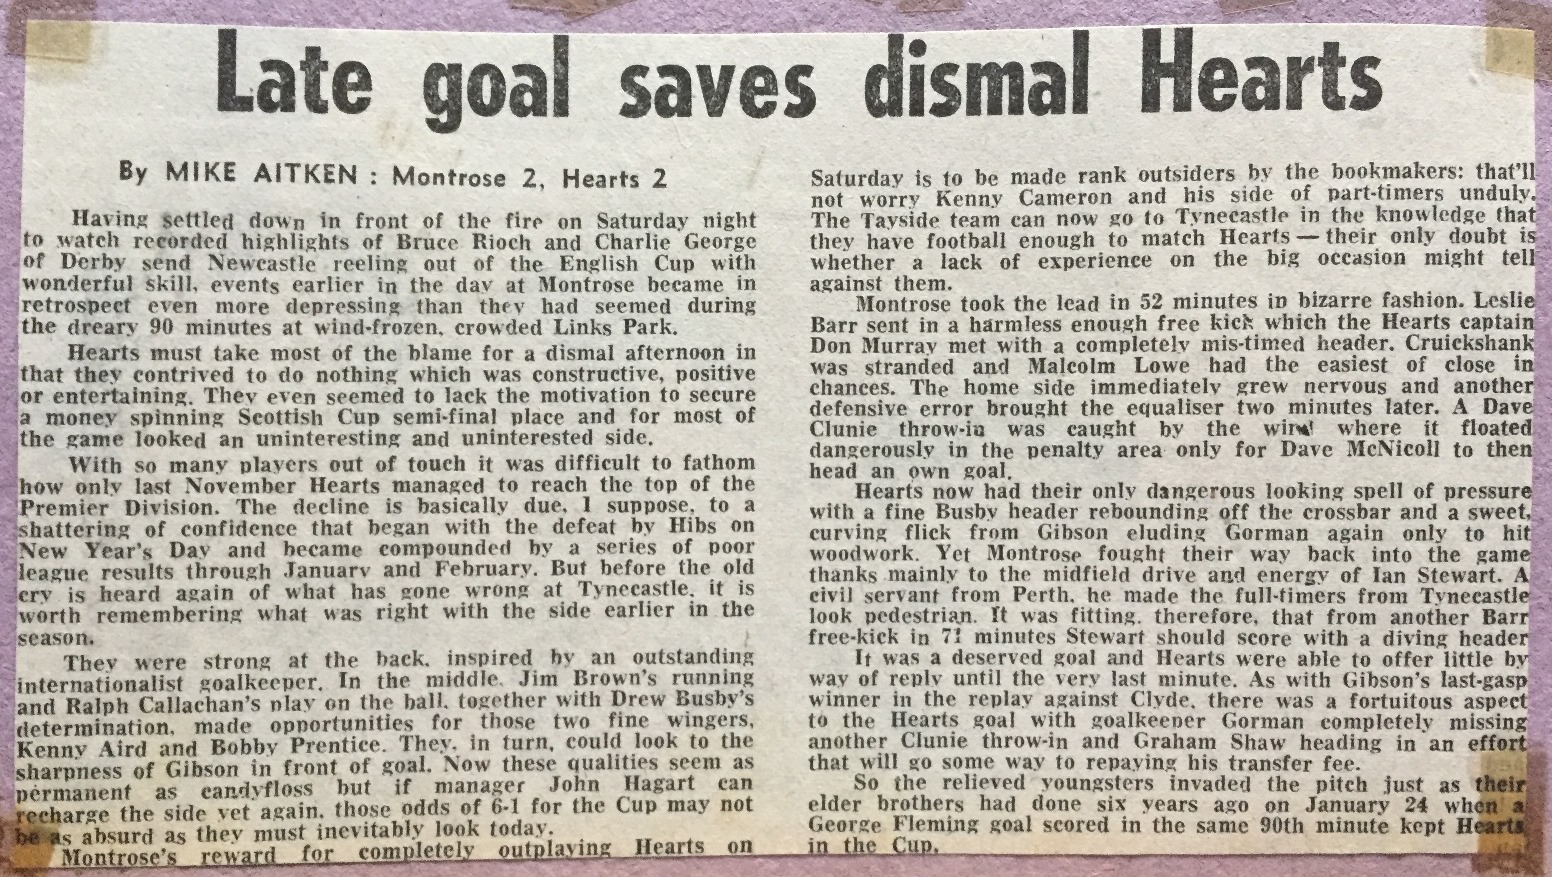 Late goal saves dismal Hearts
By MIKE AITKEN : Montrose 2, Hearts 2
Having settled down in front of the fire on Saturday night
to watch recorded highlights of Bruce Rioch and Charlie George
of Derby send Newcastle reeling out of the English Cup with
wonderful skill, events earlier in the day at Montrose became in
retrospect even more depressing than they had seemed during
the dreary 90 minutes at wind-frozen, crowded Links Park.
Hearts must take most of the blame for a dismal afternoon in
that they contrived to do nothing which was constructive, positive
or entertaining. They even seemed to lack the motivation to secure
a money spinning Scottish Cup semi-final place and for most of
the game looked an uninteresting and uninterested side.
With so many players out of touch it was difficult to fathom
how only last November Hearts managed to reach the top of the
Premier Division. The decline is basically due, I suppose, to a
shattering of confidence that began with the defeat by Hibs on
New Year's Day and became compounded by a series of poor
league results through January and February. But before the old
cry is heard again of what has gone wrong at Tynecastle, it is
worth remembering what was right with the side earlier in the
season.
They were strong at the back, inspired by an outstanding
internationalist goalkeeper. In the middle, Jim Brown's running
and Ralph Callachan's play on the ball, together with Drew Busby's
determination, made opportunities for those two fine wingers,
Kenny Aird and Bobby Prentice. They, in turn, could look to the
sharpness of Gibson in front of goal. Now these qualities seem as
permanent as candyfloss but if manager John Hagart can
recharge the side yet again, those odds of 6-1 for the Cup may not
be as absurd as they must inevitably look today.
Montrose's reward for completely outplaying Hearts on
Saturday is to be made rank outsiders by the bookmakers: that'll
not worry Kenny Cameron and his side of part-timers unduly.
The Tayside team can now go to Tynecastle in the knowledge that
they have football enough to match Hearts — their only doubt is
whether a lack of experience on the big occasion might tell
against them.
Montrose took the lead in 52 minutes in bizarre fashion. Leslie
Barr sent in a harmless enough free kick which the Hearts captain
Don Murray met with a completely mis-timed header. Cruickshank
was stranded and Malcolm Lowe had the easiest of close in
chances. The home side immediately grew nervous and another
defensive error brought the equaliser two minutes later. A Dave
Clunie throw-in was caught by the wind where it floated
dangerously in the penalty area only for Dave McNicoll to then
head an own goal.
Hearts now had their only dangerous looking spell of pressure
with a fine Busby header rebounding off the crossbar and a sweet,
curving flick from Gibson eluding Gorman again only to hit
woodwork. Yet Montrose fought their way back into the game
thanks mainly to the midfield drive and energy of Ian Stewart. A
civil servant from Perth, he made the full-timers from Tynecastle
look pedestrian. It was fitting, therefore, that from another Barr
free-kick in minutes Stewart should score with a diving header
It was a deserved goal and Hearts were able to offer little by
way of reply until the very last minute. As with Gibson's last-gasp
winner in the replay against Clyde, there was a fortuitous aspect
to the Hearts goal with goalkeeper Gorman completely missing
another Clunie throw-in and Graham Shaw heading in an effort
that will go some way to repaying his transfer fee.
So the relieved youngsters invaded the pitch just as their
elder brothers had done six years ago on January 24 when a
George Fleming goal scored in the same 90th minute kept Hearts
in the Cup.